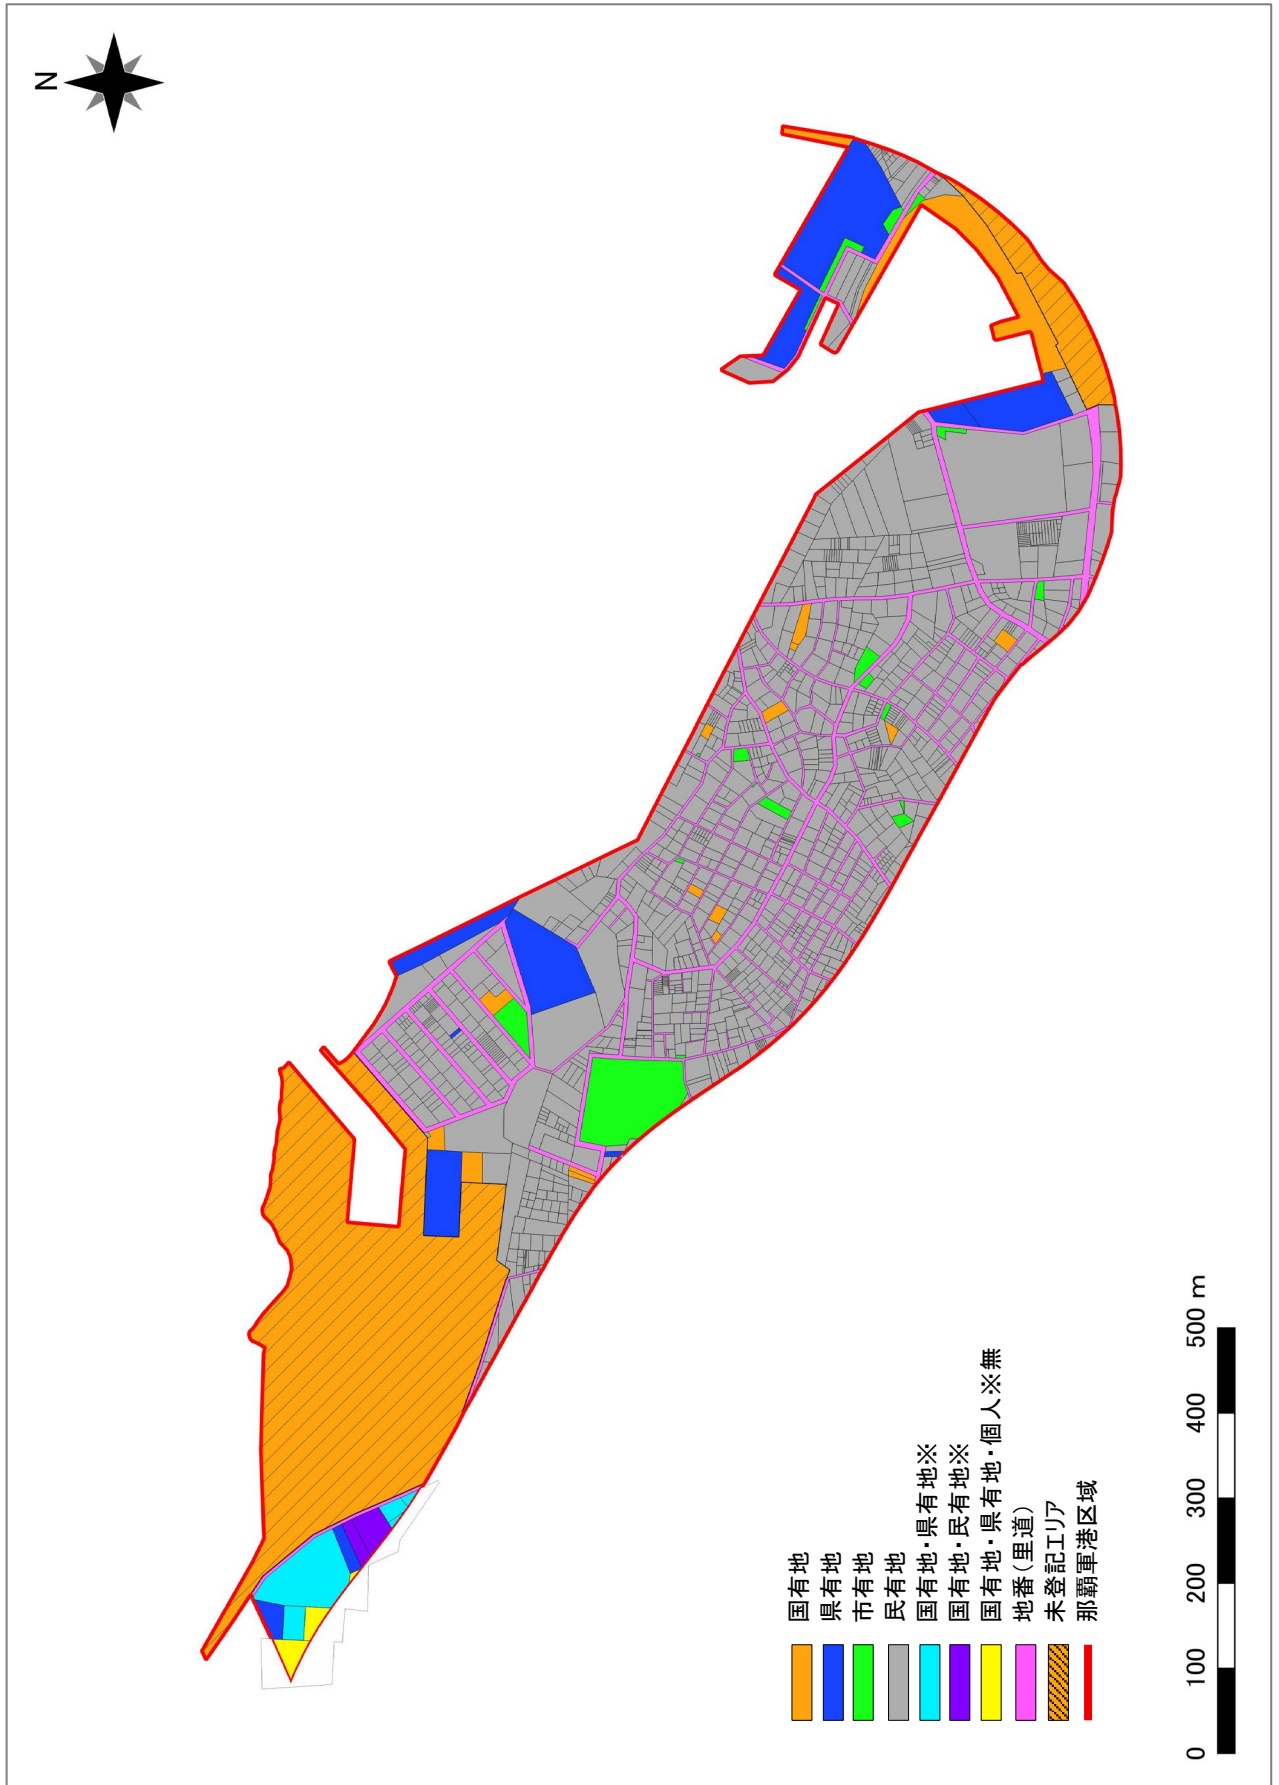 N
国有地
県有地
市有地
民有地
国有地・県有地※
国有地・民有地※
国有地・県有地・個人※無
地番(里道)
未登記エリア
那覇軍港区域
0 100 200 300 400 500 m